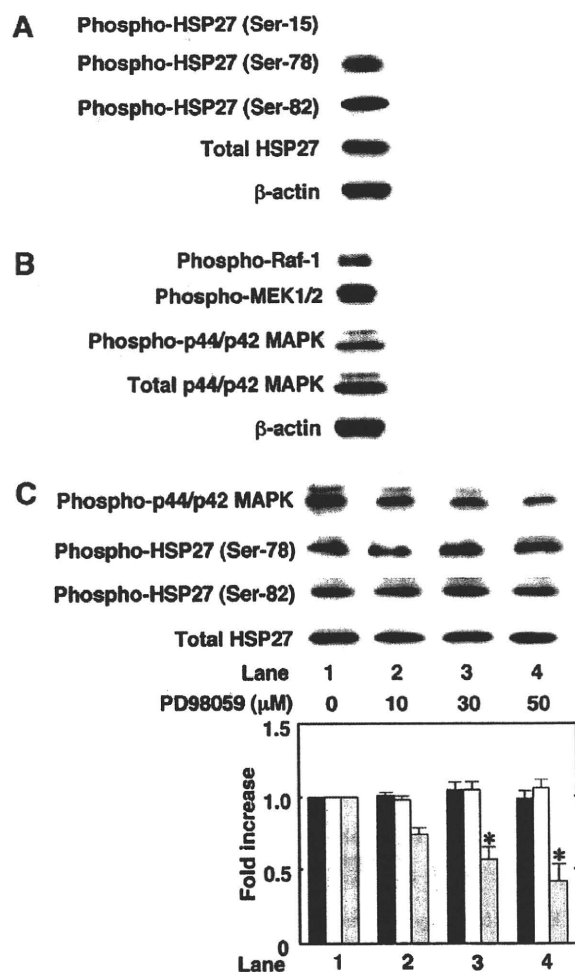 A Phospho-HSP27 (Ser-15)
Phospho-HSP27 (Ser-78)
Phospho-HSP27 (Ser-82)
Total HSP27
β-actin
B Phospho-Raf-1
Phospho-MEK1/2
Phospho-p44/p42 MAPK
Total p44/p42 MAPK
β-actin
C Phospho-p44/p42 MAPK
Phospho-HSP27 (Ser-78)
Phospho-HSP27 (Ser-82)
Total HSP27
Lane 1 2 3 4
PD98059 (μM) 0 10 30 50
Fold increase
1.5
1.0
0.5
0
* *
Lane 1 2 3 4